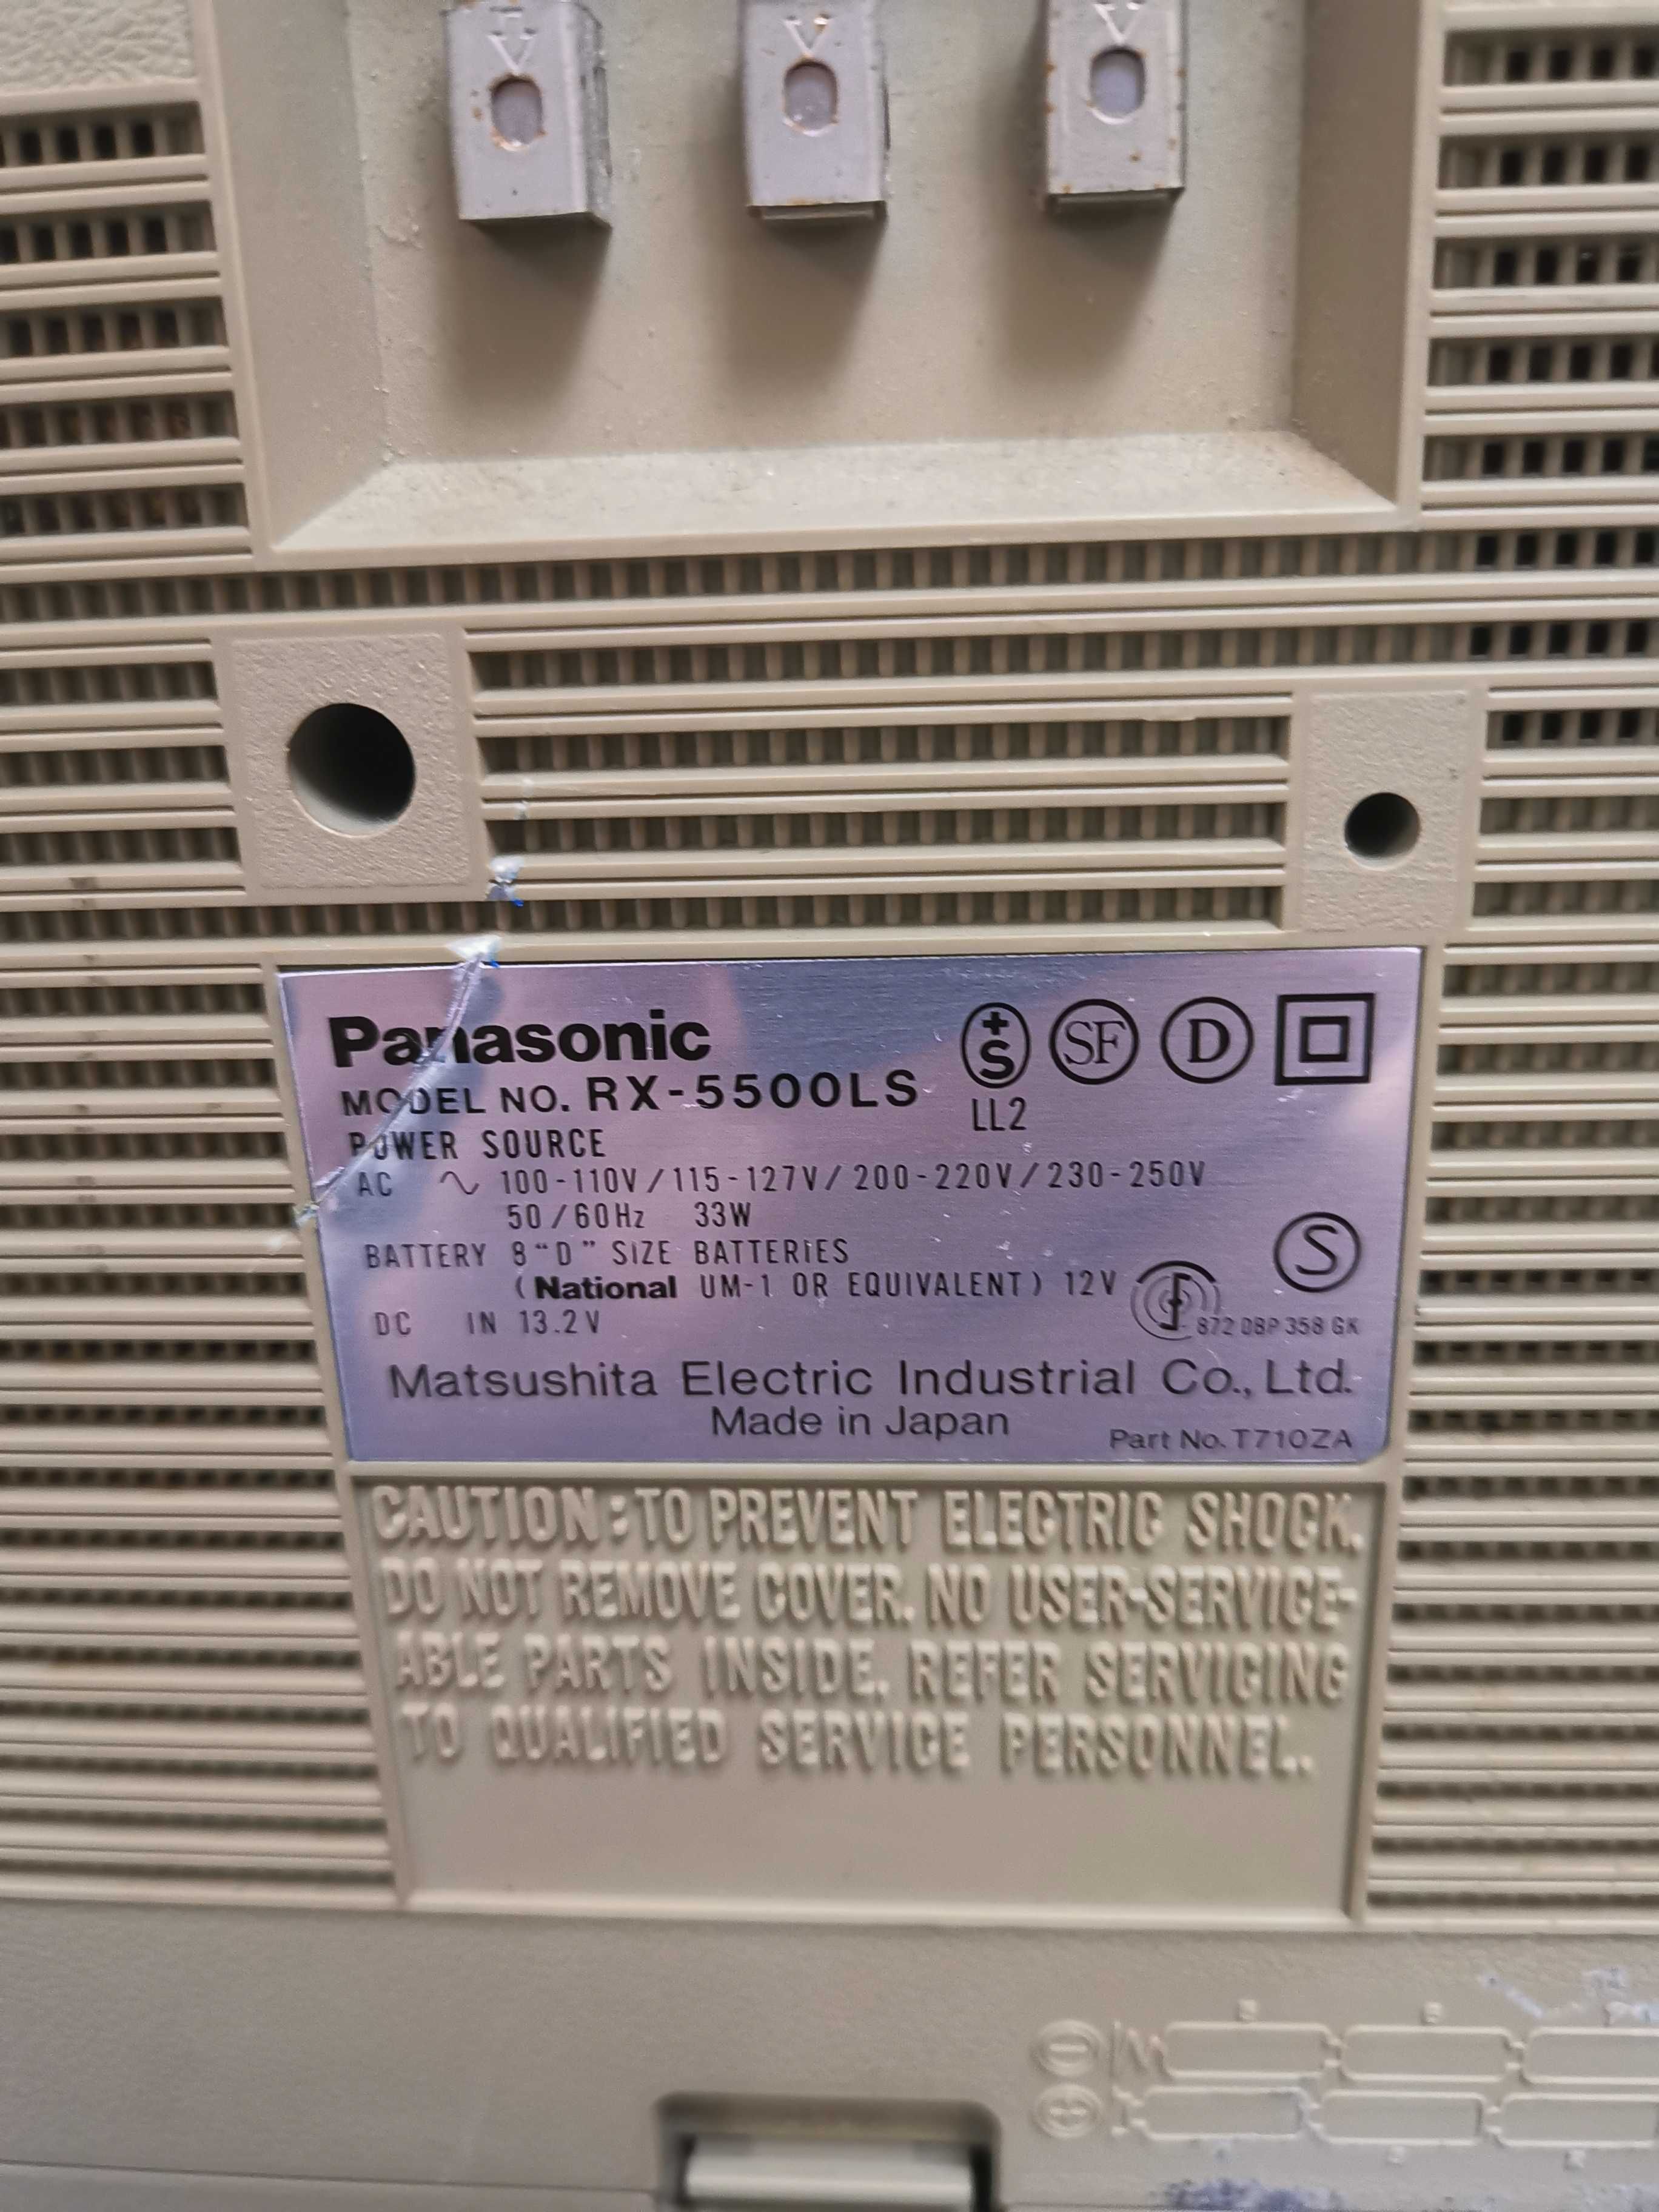 Panasonic
MODEL NO. RX-5500LS
+S SF D
LL2
POWER SOURCE
AC ∿ 100-110V/115-127V/200-220V/230-250V
50/60Hz 33W
BATTERY 8 “D” SIZE BATTERIES
(National UM-1 OR EQUIVALENT) 12V
S
DC IN 13.2V
872 DBP 358 GK
Matsushita Electric Industrial Co., Ltd.
Made in Japan
Part No. T710ZA
CAUTION : TO PREVENT ELECTRIC SHOCK.
DO NOT REMOVE COVER. NO USER-SERVICE-
ABLE PARTS INSIDE. REFER SERVICING
TO QUALIFIED SERVICE PERSONNEL.